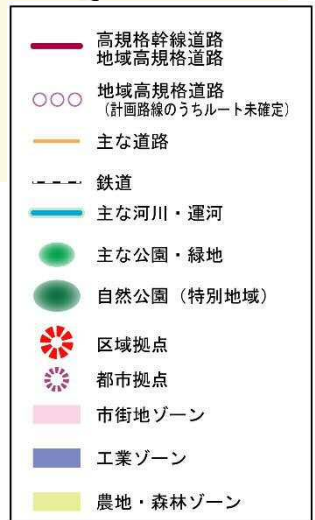 高規格幹線道路
地域高規格道路
地域高規格道路
（計画路線のうちルート未確定）
主な道路
鉄道
主な河川・運河
主な公園・緑地
自然公園（特別地域）
区域拠点
都市拠点
市街地ゾーン
工業ゾーン
農地・森林ゾーン